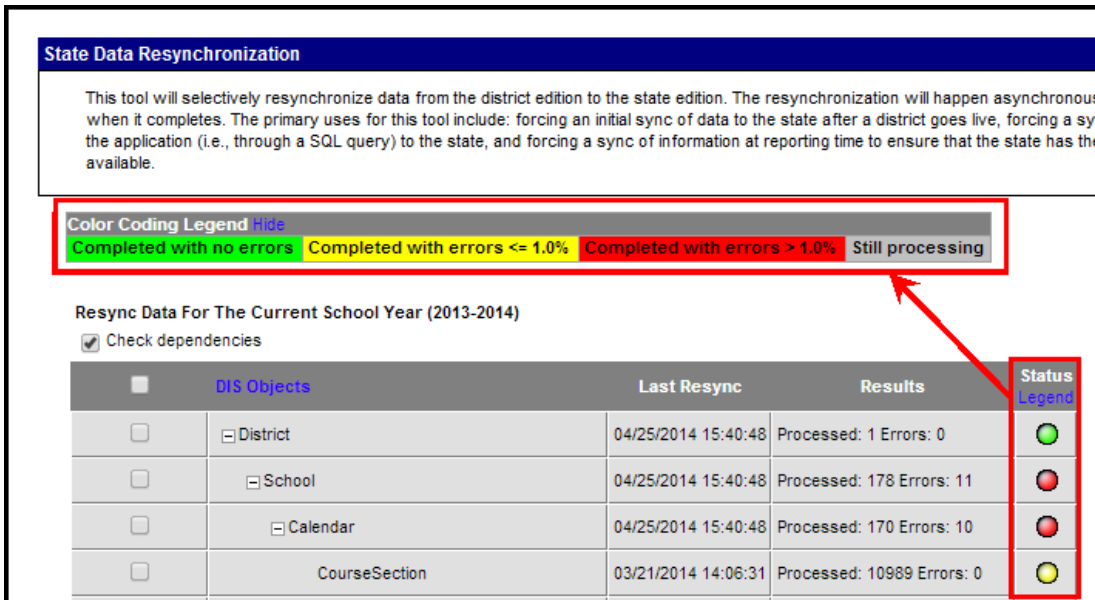 State Data Resynchronization
This tool will selectively resynchronize data from the district edition to the state edition. The resynchronization will happen asynchronous
when it completes. The primary uses for this tool include: forcing an initial sync of data to the state after a district goes live, forcing a sy
the application (i.e., through a SQL query) to the state, and forcing a sync of information at reporting time to ensure that the state has the
available.
Color Coding Legend Hide
Completed with no errors Completed with errors <= 1.0% Completed with errors > 1.0% Still processing
Resync Data For The Current School Year (2013-2014)
Check dependencies
DIS Objects Last Resync Results Status Legend
District 04/25/2014 15:40:48 Processed: 1 Errors: 0
School 04/25/2014 15:40:48 Processed: 178 Errors: 11
Calendar 04/25/2014 15:40:48 Processed: 170 Errors: 10
CourseSection 03/21/2014 14:06:31 Processed: 10989 Errors: 0